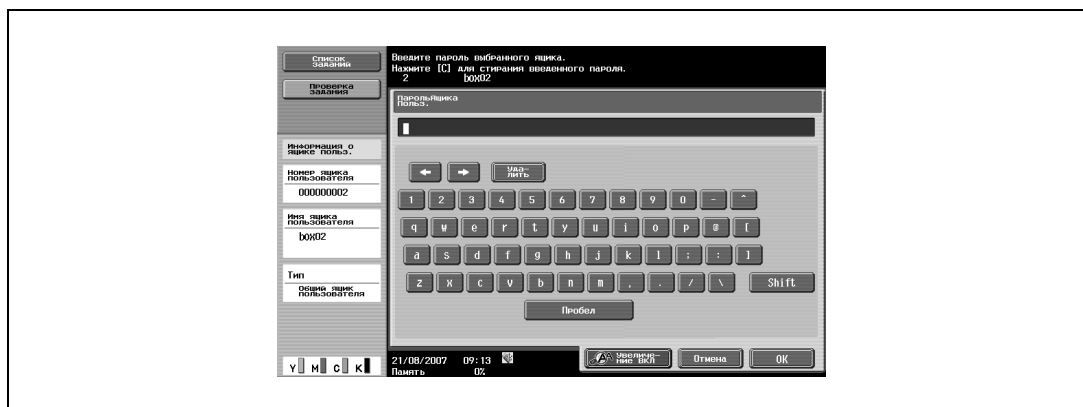 Список
заданий
Проверка
задания
Введите пароль выбранного ящика.
Нажмите [C] для стирания введенного пароля.
2 box02
ПарольЯщика
Польз.
Информация о
ящике польз.
Номер ящика
пользователя
000000002
Имя ящика
пользователя
box02
Тип
Общий ящик
пользователя
Уда-
лить
1 2 3 4 5 6 7 8 9 0 - ^
q w e r t y u i o p @ [
a s d f g h j k l ; : ]
z x c v b n m , . / \ Shift
Пробел
Y M C K
21/08/2007 09:13
Память 0%
Увеличе-
ние ВКЛ
Отмена
OK